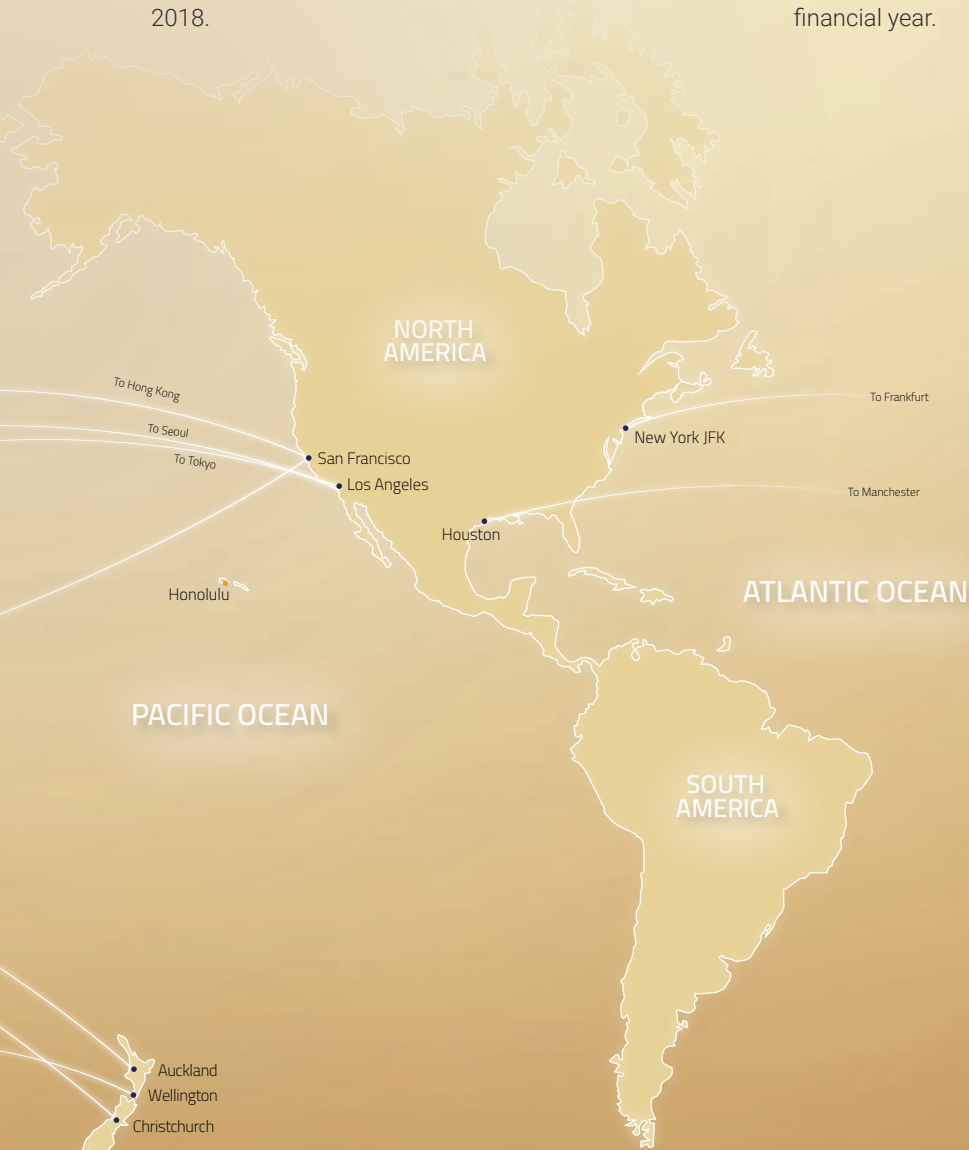 2018.
financial year.
NORTH
AMERICA
To Hong Kong
To Seoul
To Tokyo
San Francisco
Los Angeles
New York JFK
To Frankfurt
To Manchester
Houston
Honolulu
ATLANTIC OCEAN
PACIFIC OCEAN
SOUTH
AMERICA
Auckland
Wellington
Christchurch